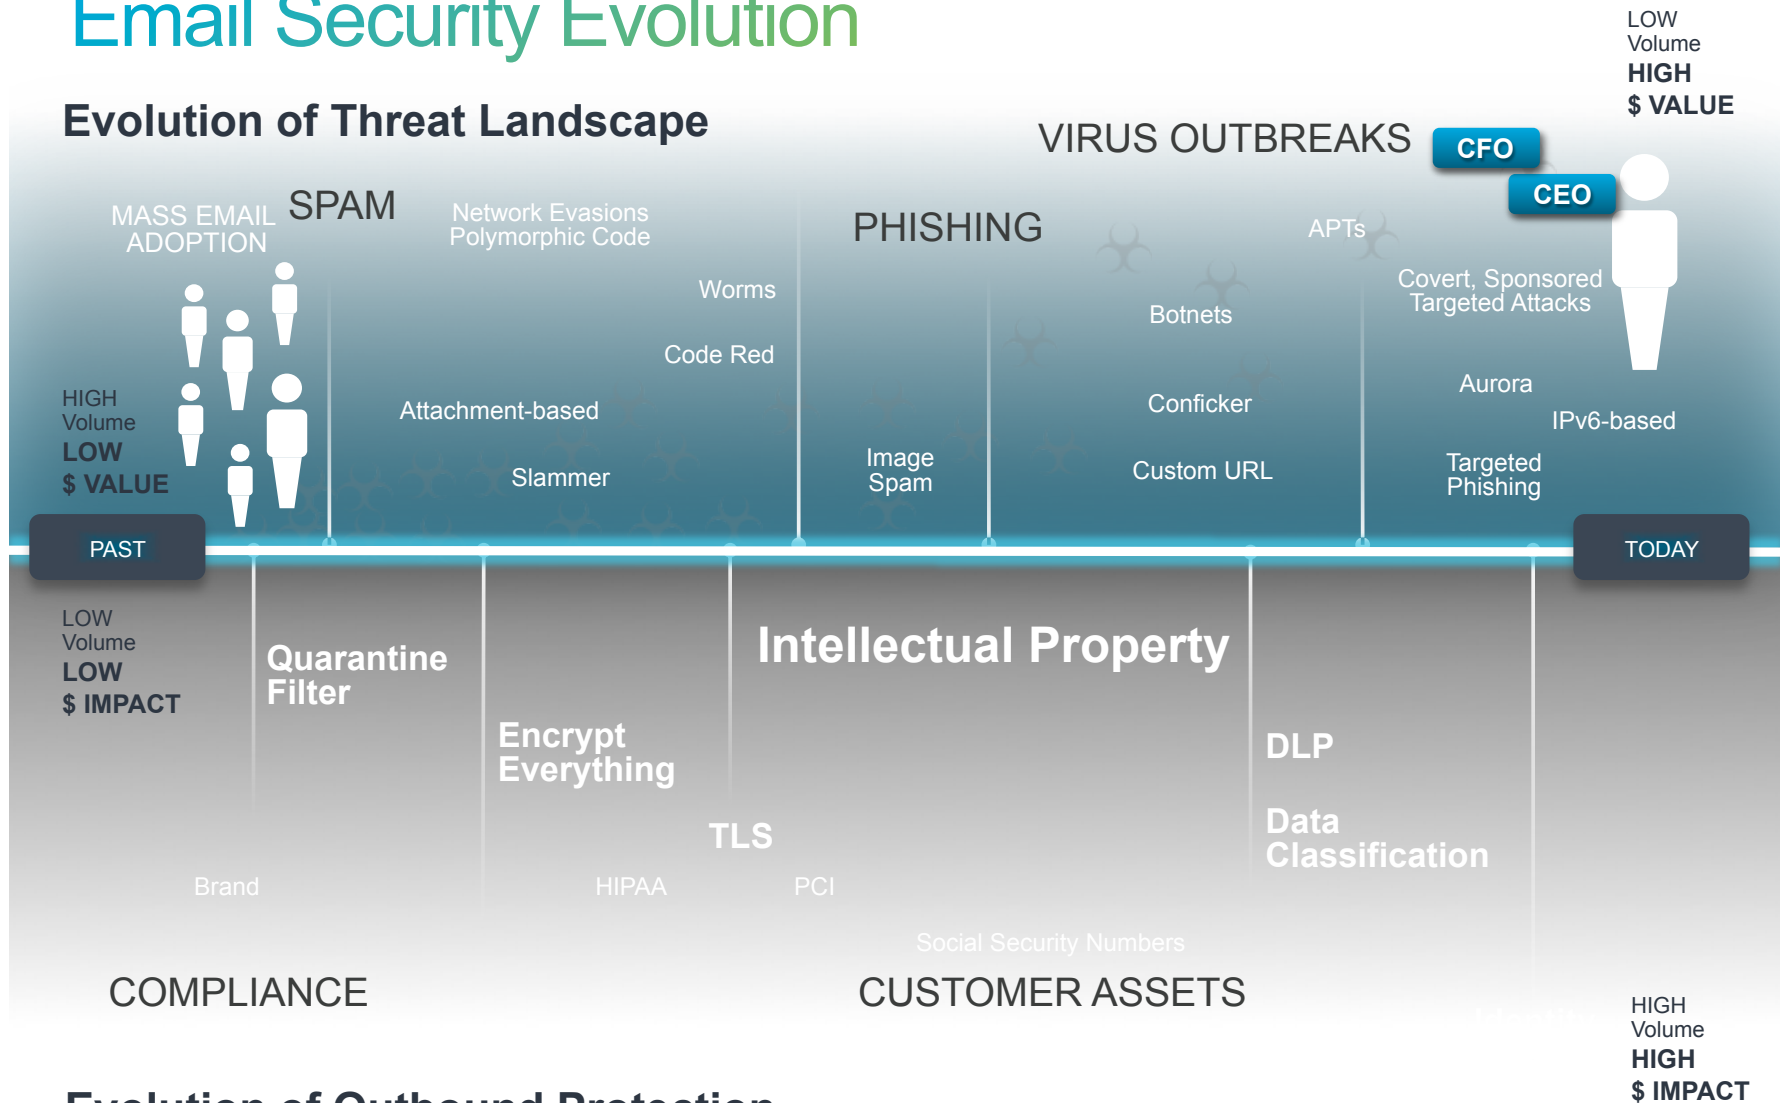 Email Security Evolution
LOW
Volume
HIGH
$ VALUE
Evolution of Threat Landscape
VIRUS OUTBREAKS
CFO
CEO
MASS EMAIL
ADOPTION
SPAM
Network Evasions
Polymorphic Code
PHISHING
APTs
Worms
Covert, Sponsored
Targeted Attacks
Botnets
Code Red
Aurora
HIGH
Volume
LOW
$ VALUE
Attachment-based
Conficker
IPv6-based
Image
Spam
Custom URL
Targeted
Phishing
Slammer
PAST
TODAY
LOW
Volume
LOW
$ IMPACT
Quarantine
Filter
Intellectual Property
Encrypt
Everything
DLP
TLS
Data
Classification
Brand
HIPAA
PCI
Social Security Numbers
COMPLIANCE
CUSTOMER ASSETS
HIGH
Volume
HIGH
$ IMPACT
Evolution of Outbound Protection